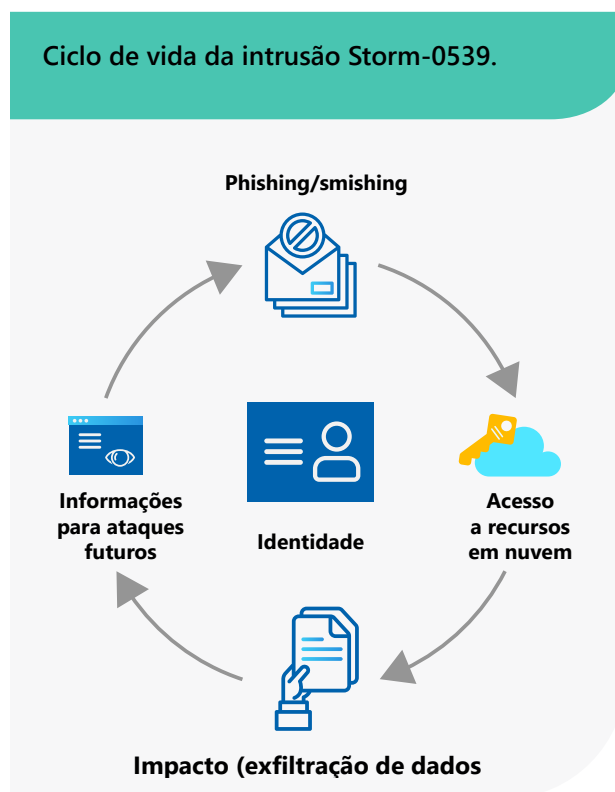 Ciclo de vida da intrusão Storm-0539.
Phishing/smishing
Informações
para ataques
futuros
Identidade
Acesso
a recursos
em nuvem
Impacto (exfiltração de dados